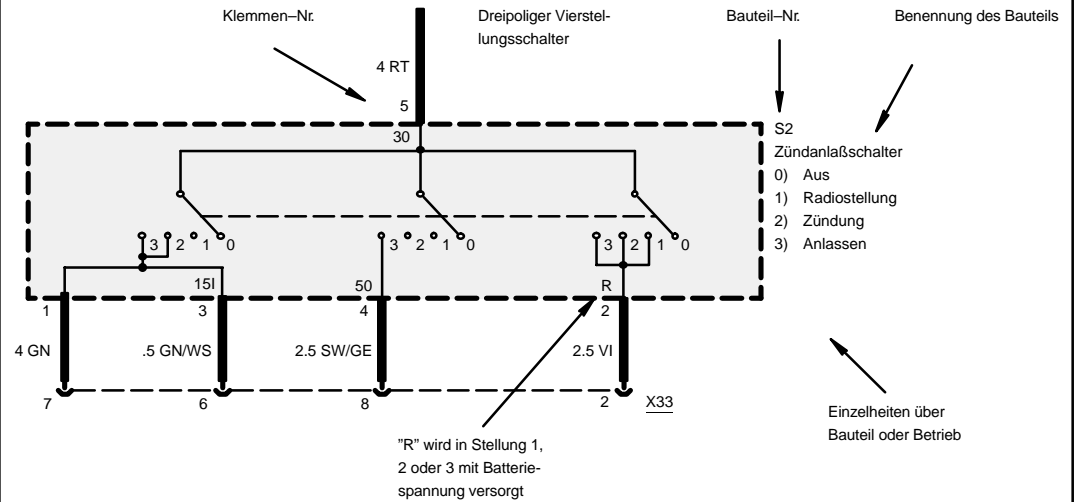 Klemmen–Nr.
Dreipoliger Vierstel-
lungsschalter
Bauteil–Nr.
Benennung des Bauteils
4 RT
5
30
S2
Zündanlaßschalter
0) Aus
1) Radiostellung
2) Zündung
3) Anlassen
3 2 1 0
3 2 1 0
3 2 1 0
15I
50
R
1
3
4
2
4 GN
.5 GN/WS
2.5 SW/GE
2.5 VI
7
6
8
2
X33
Einzelheiten über
Bauteil oder Betrieb
"R" wird in Stellung 1,
2 oder 3 mit Batterie-
spannung versorgt